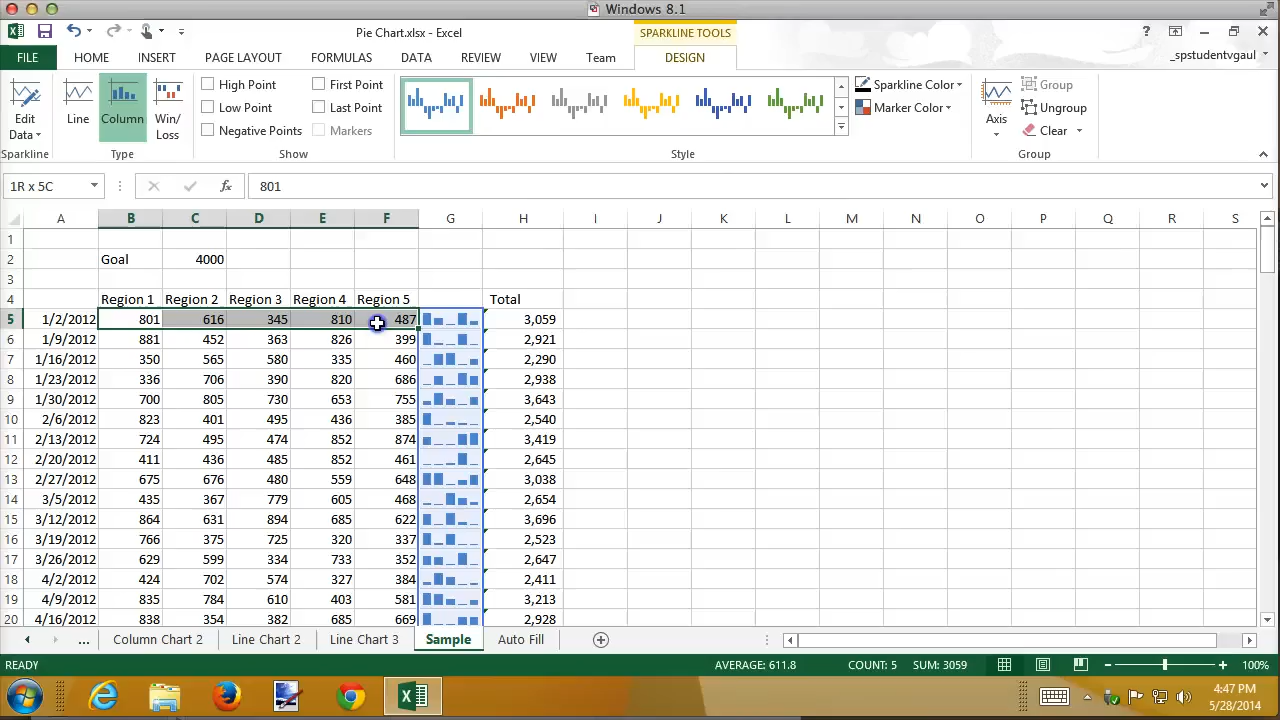 Windows 8.1
Pie Chart.xlsx - Excel
SPARKLINE TOOLS
?
FILE HOME INSERT PAGE LAYOUT FORMULAS DATA REVIEW VIEW Team DESIGN
_spstudentvgaul
Edit Data
Line
Column
Win/Loss
High Point
First Point
Low Point
Last Point
Negative Points
Markers
Sparkline Color
Marker Color
Axis
Group
Ungroup
Clear
Sparkline Type Show Style Group
1R x 5C fx 801
A B C D E F G H I J K L M N O P Q R S
1
2 Goal 4000
3
4 Region 1 Region 2 Region 3 Region 4 Region 5 Total
5 1/2/2012 801 616 345 810 487 3,059
6 1/9/2012 881 452 363 826 399 2,921
7 1/16/2012 350 565 580 335 460 2,290
8 1/23/2012 336 706 390 820 686 2,938
9 1/30/2012 700 805 730 653 755 3,643
10 2/6/2012 823 401 495 436 385 2,540
11 2/13/2012 724 495 474 852 874 3,419
12 2/20/2012 411 436 485 852 461 2,645
13 2/27/2012 675 676 480 559 648 3,038
14 3/5/2012 435 367 779 605 468 2,654
15 3/12/2012 864 631 894 685 622 3,696
16 3/19/2012 766 375 725 320 337 2,523
17 3/26/2012 629 599 334 733 352 2,647
18 4/2/2012 424 702 574 327 384 2,411
19 4/9/2012 835 784 610 403 581 3,213
20 4/16/2012 838 354 382 685 669 2,928
... Column Chart 2 Line Chart 2 Line Chart 3 Sample Auto Fill
READY AVERAGE: 611.8 COUNT: 5 SUM: 3059 100%
4:47 PM
5/28/2014